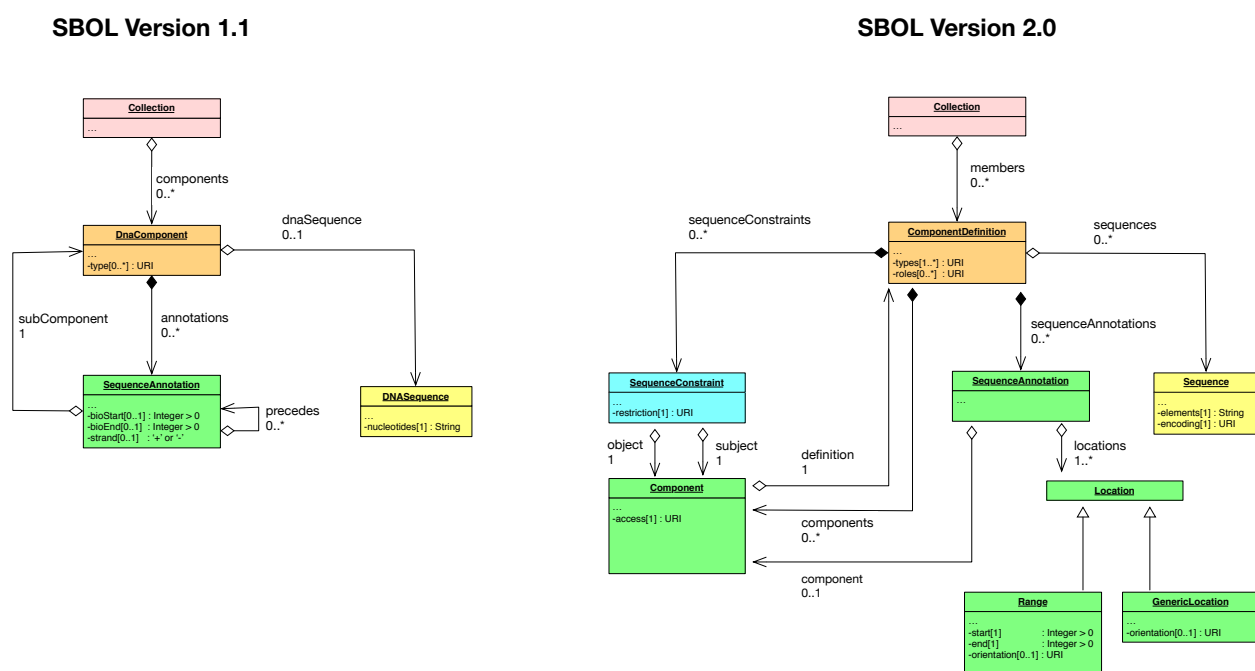 SBOL Version 1.1
Collection
...
components
0..*
dnaSequence
0..1
DnaComponent
...
-type[0..*] : URI
subComponent
1
annotations
0..*
SequenceAnnotation
...
-bioStart[0..1] : Integer > 0
-bioEnd[0..1] : Integer > 0
-strand[0..1] : '+' or '-'
precedes
0..*
DNASequence
...
-nucleotides[1] : String
SBOL Version 2.0
Collection
...
members
0..*
sequenceConstraints
0..*
ComponentDefinition
...
-types[1..*] : URI
-roles[0..*] : URI
sequences
0..*
sequenceAnnotations
0..*
SequenceConstraint
...
-restriction[1] : URI
SequenceAnnotation
...
Sequence
...
-elements[1] : String
-encoding[1] : URI
object
1
subject
1
definition
1
locations
1..*
Component
...
-access[1] : URI
Location
components
0..*
component
0..1
Range
...
-start[1] : Integer > 0
-end[1] : Integer > 0
-orientation[0..1] : URI
GenericLocation
...
-orientation[0..1] : URI